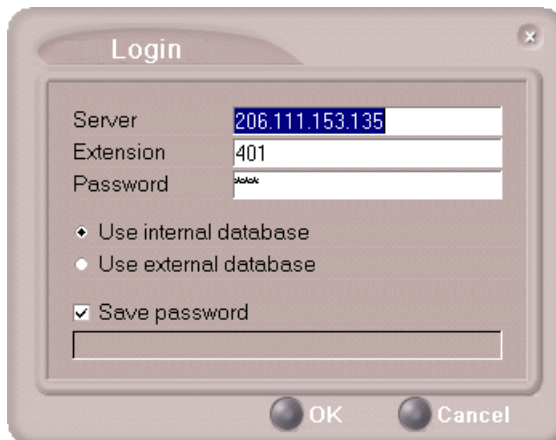 Login
Server 206.111.153.135
Extension 401
Password ****
Use internal database
Use external database
Save password
OK Cancel